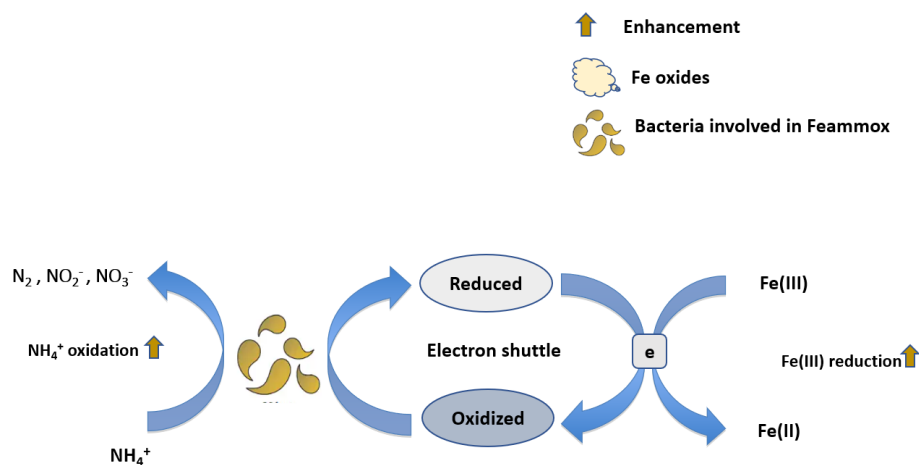 Enhancement
Fe oxides
Bacteria involved in Feammox
N₂ , NO₂⁻, NO₃⁻
Reduced
Fe(III)
NH₄⁺ oxidation
Electron shuttle
e
Fe(III) reduction
Oxidized
Fe(II)
NH₄⁺